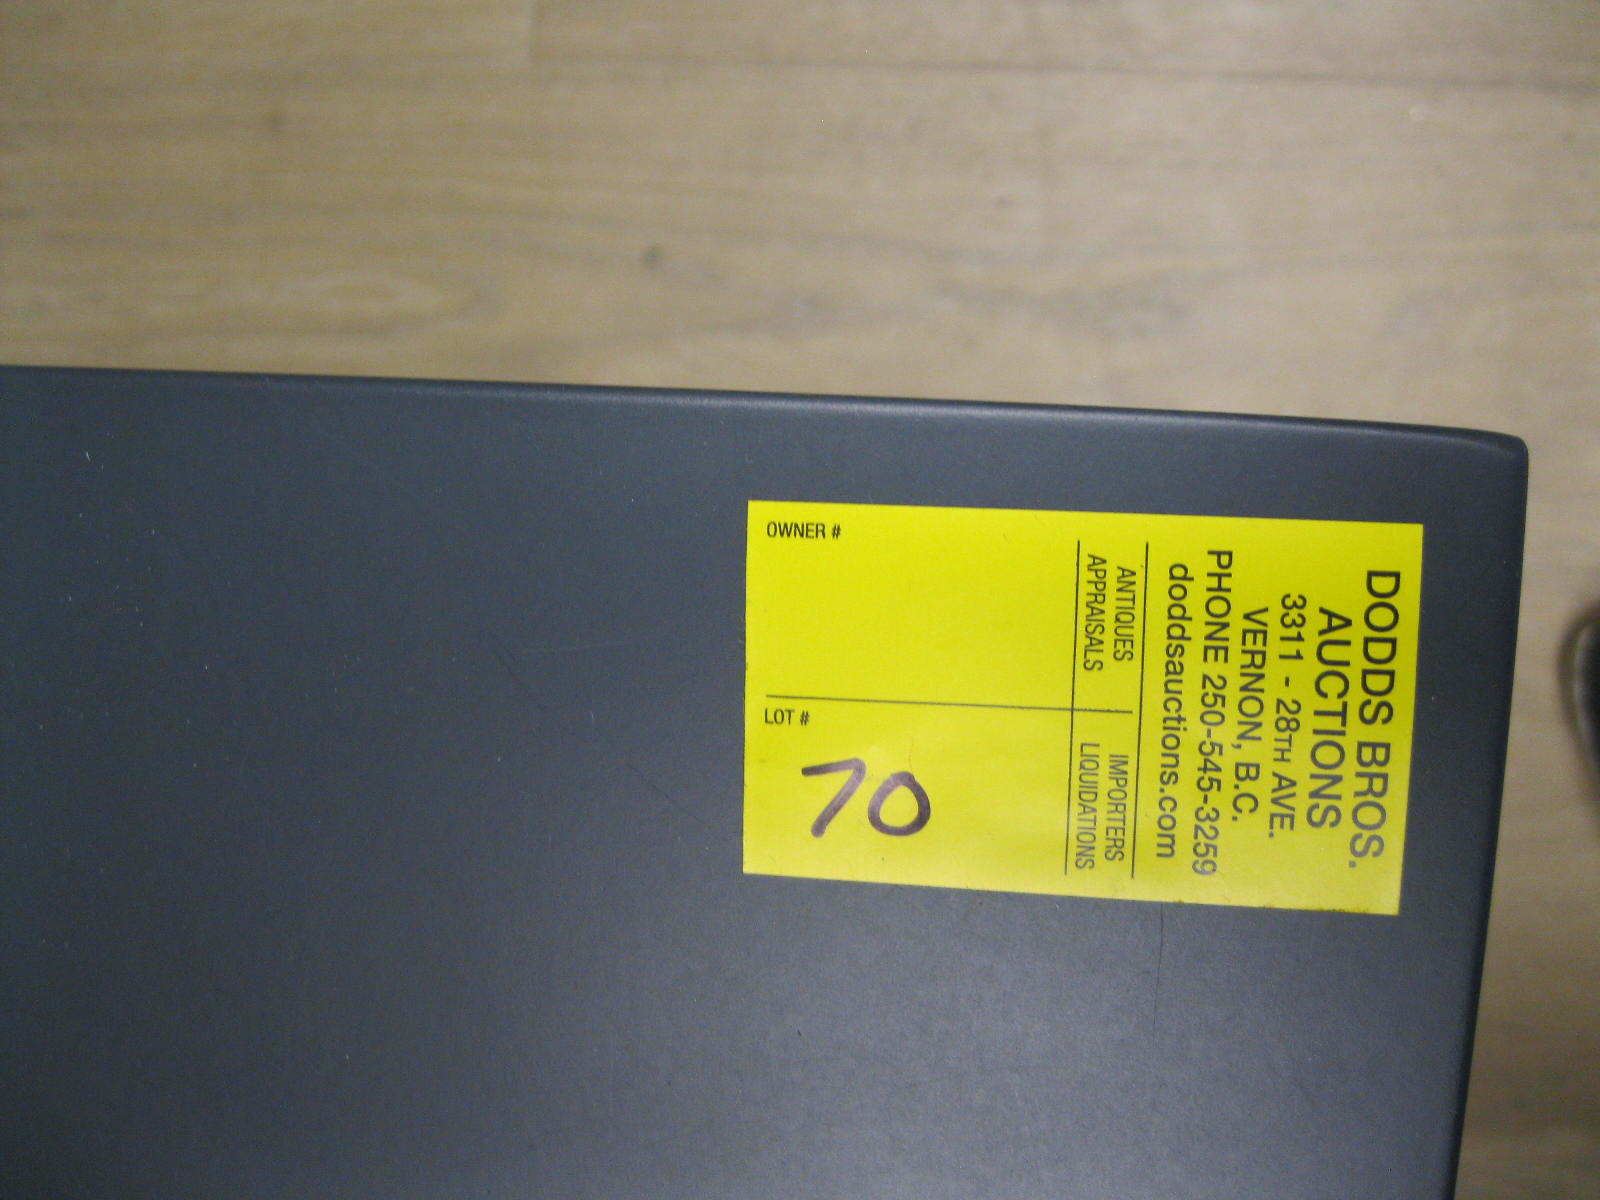 DODDS BROS.
AUCTIONS
3311 - 28TH AVE.
VERNON, B.C.
PHONE 250-545-3259
doddsauctions.com
ANTIQUES
APPRAISALS
IMPORTERS
LIQUIDATIONS
OWNER #
LOT #
70